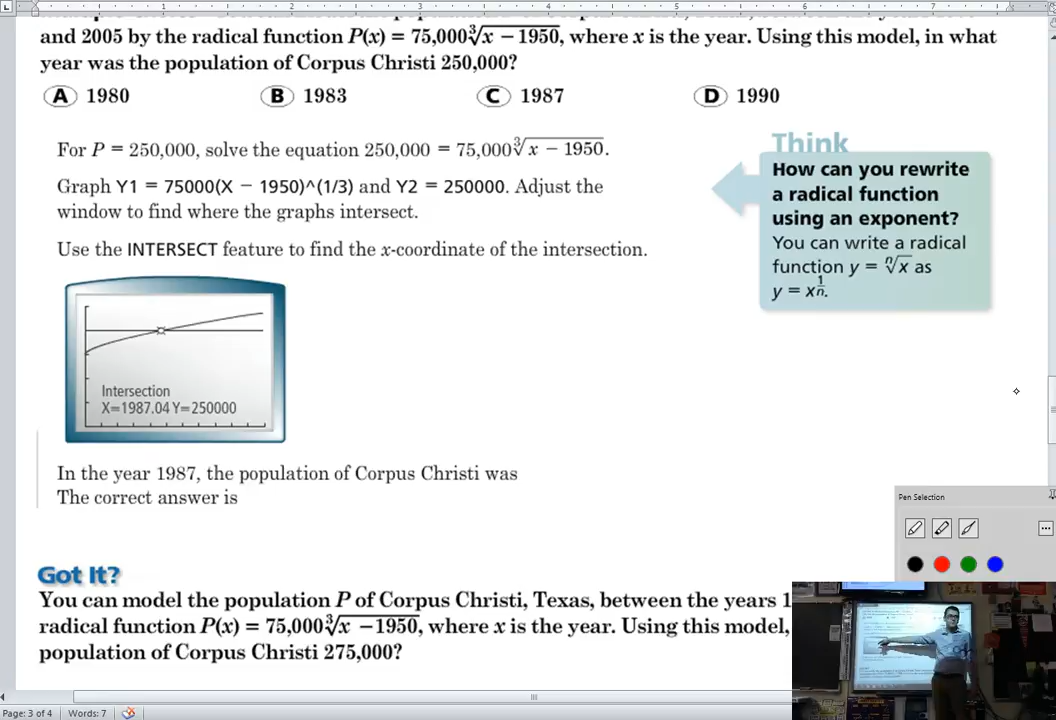 1 2 3 4 5 6 7
and 2005 by the radical function P(x) = 75,000∛x − 1950, where x is the year. Using this model, in what
year was the population of Corpus Christi 250,000?
A 1980 B 1983 C 1987 D 1990
For P = 250,000, solve the equation 250,000 = 75,000∛x − 1950.
Graph Y1 = 75000(X − 1950)^(1/3) and Y2 = 250000. Adjust the
window to find where the graphs intersect.
Use the INTERSECT feature to find the x-coordinate of the intersection.
Think
How can you rewrite
a radical function
using an exponent?
You can write a radical
function y = ⁿ√x as
y = x^(1/n).
Intersection
X=1987.04 Y=250000
In the year 1987, the population of Corpus Christi was
The correct answer is
Pen Selection
Got It?
You can model the population P of Corpus Christi, Texas, between the years 1
radical function P(x) = 75,000∛x −1950, where x is the year. Using this model,
population of Corpus Christi 275,000?
Page: 3 of 4 Words: 7